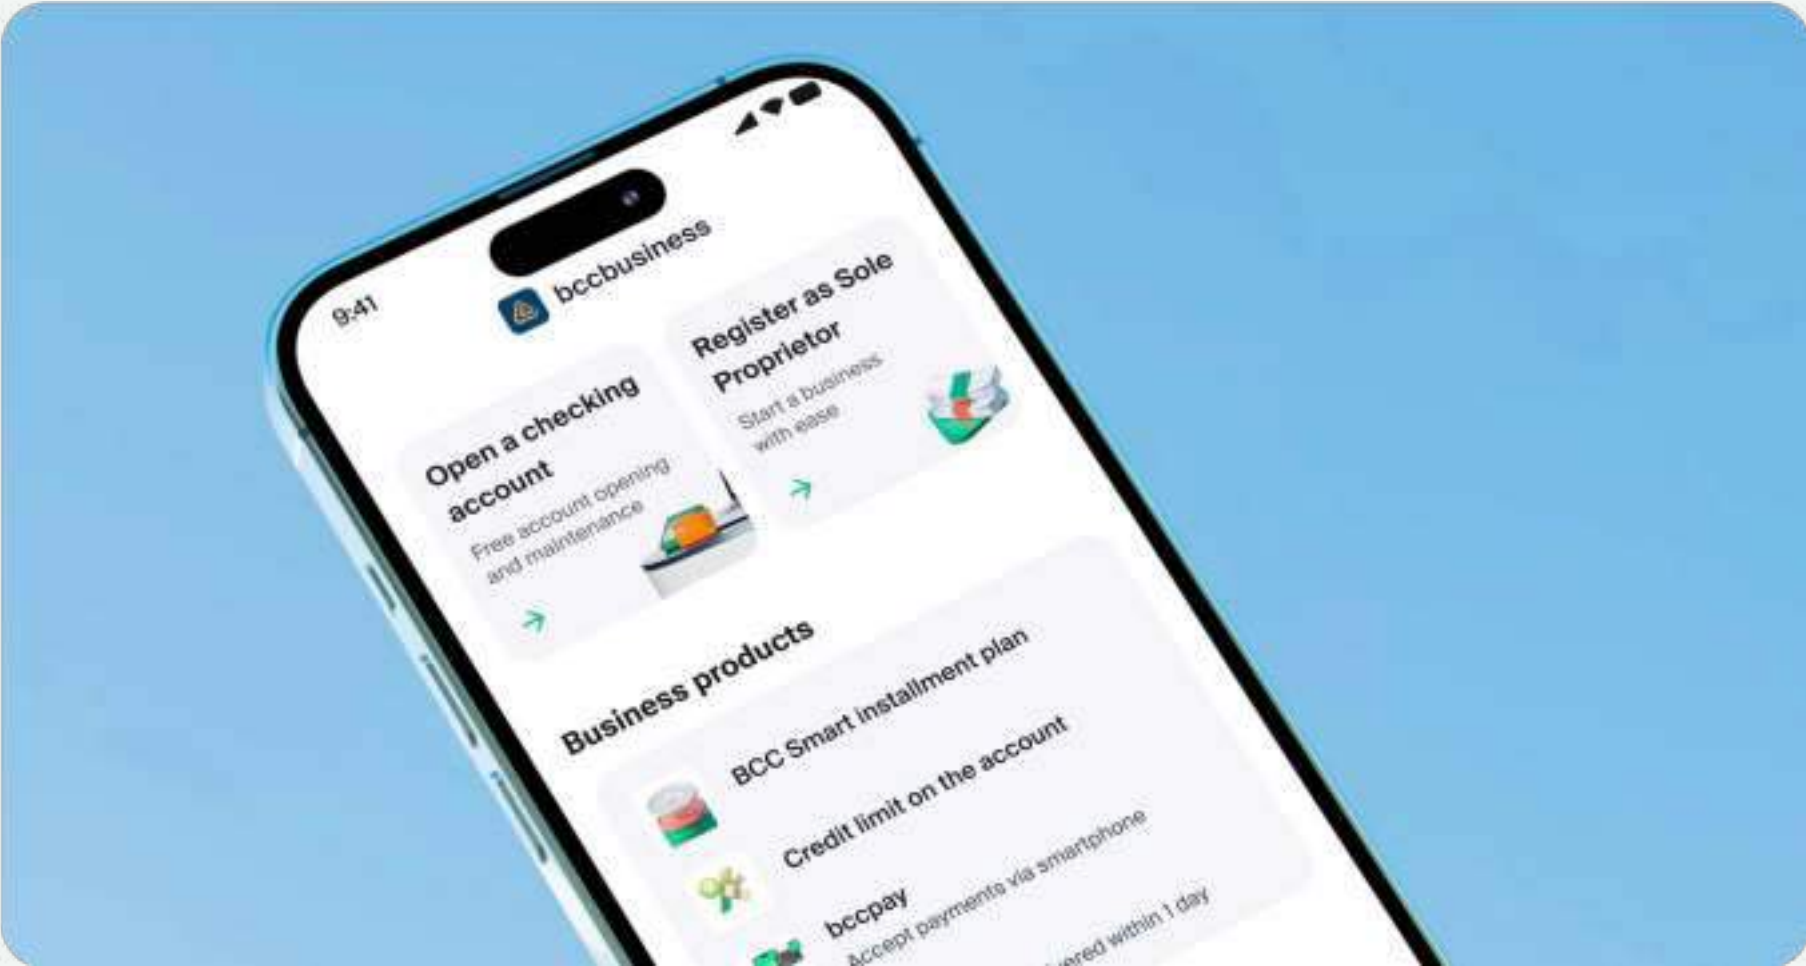 9:41
bccbusiness
Open a checking
account
Free account opening
and maintenance
Register as Sole
Proprietor
Start a business
with ease
Business products
BCC Smart installment plan
Credit limit on the account
bccpay
Accept payments via smartphone
within 1 day